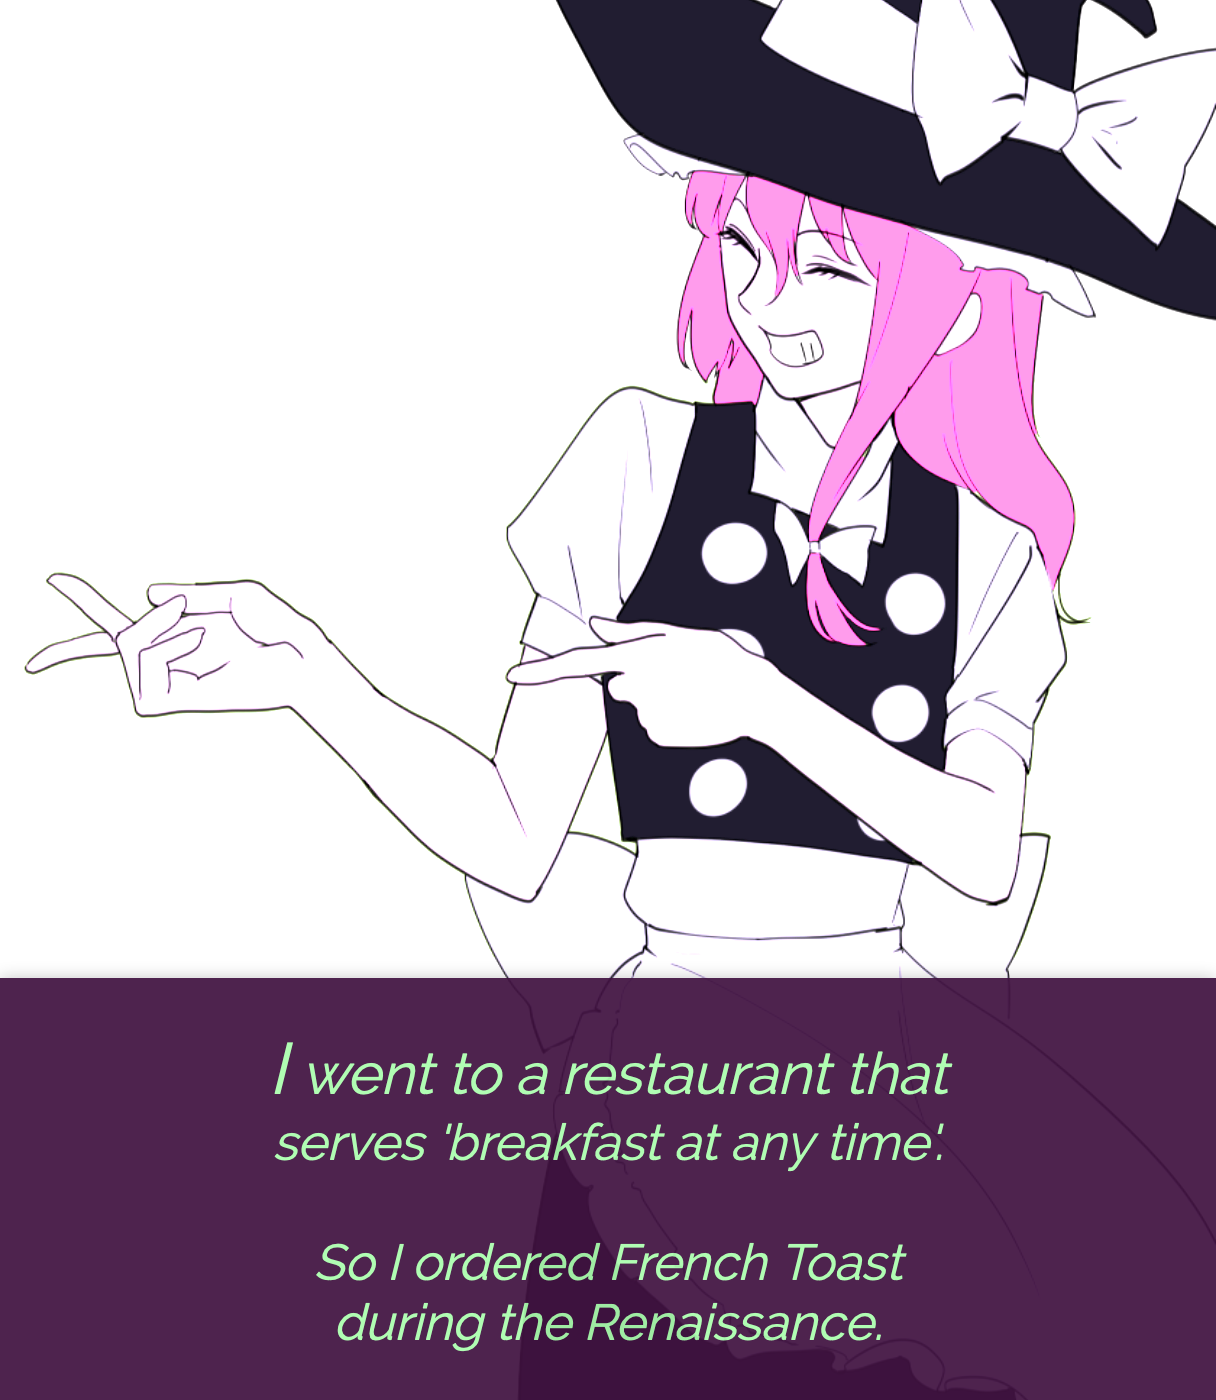 I went to a restaurant that
serves 'breakfast at any time'.
So I ordered French Toast
during the Renaissance.